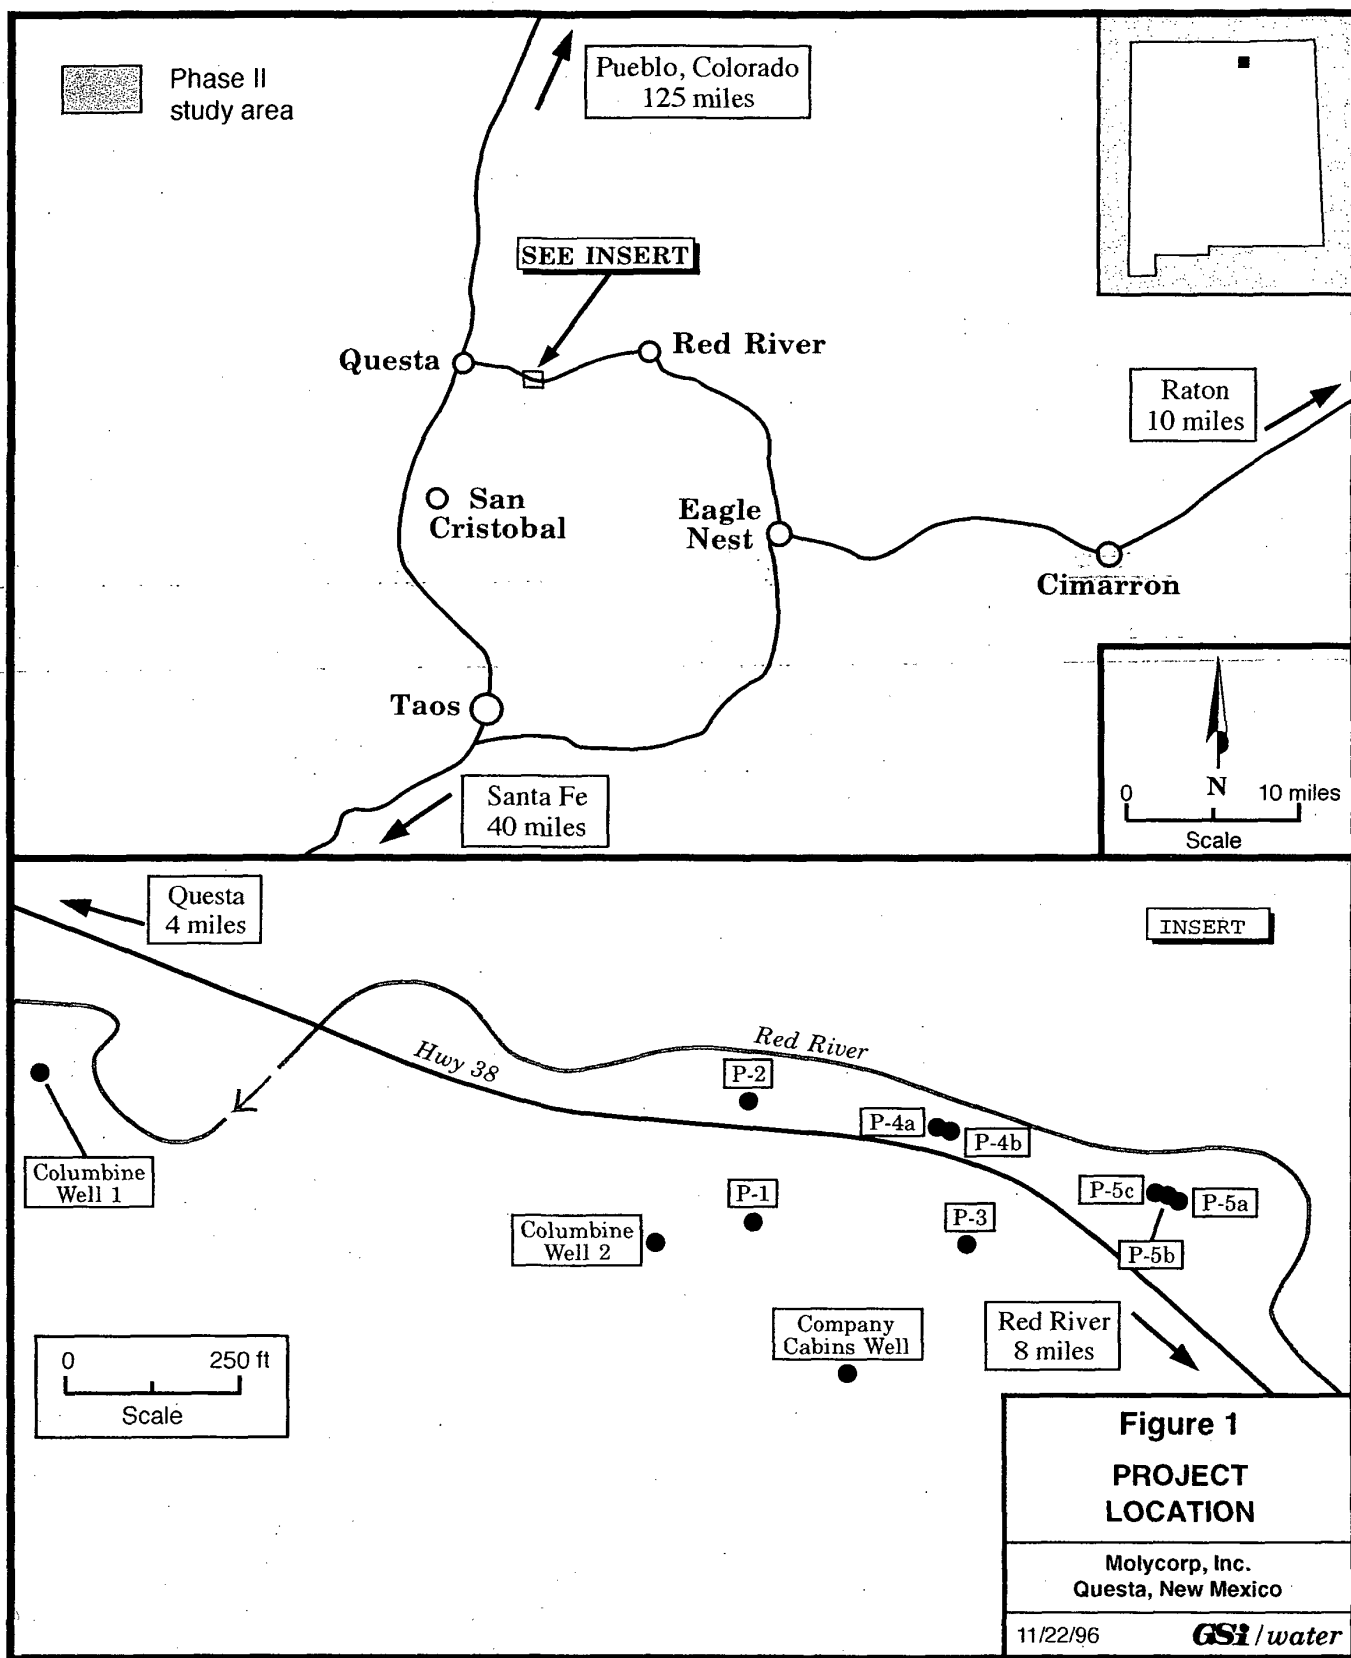 Phase II
study area
Pueblo, Colorado
125 miles
SEE INSERT
Questa
Red River
Raton
10 miles
San
Cristobal
Eagle
Nest
Cimarron
Taos
Santa Fe
40 miles
N
0 10 miles
Scale
Questa
4 miles
INSERT
Hwy 38
Red River
P-2
P-4a
P-4b
Columbine
Well 1
P-1
P-5c
P-5a
P-3
Columbine
Well 2
P-5b
Company
Cabins Well
Red River
8 miles
0 250 ft
Scale
Figure 1
PROJECT
LOCATION
Molycorp, Inc.
Questa, New Mexico
11/22/96 GSi/water